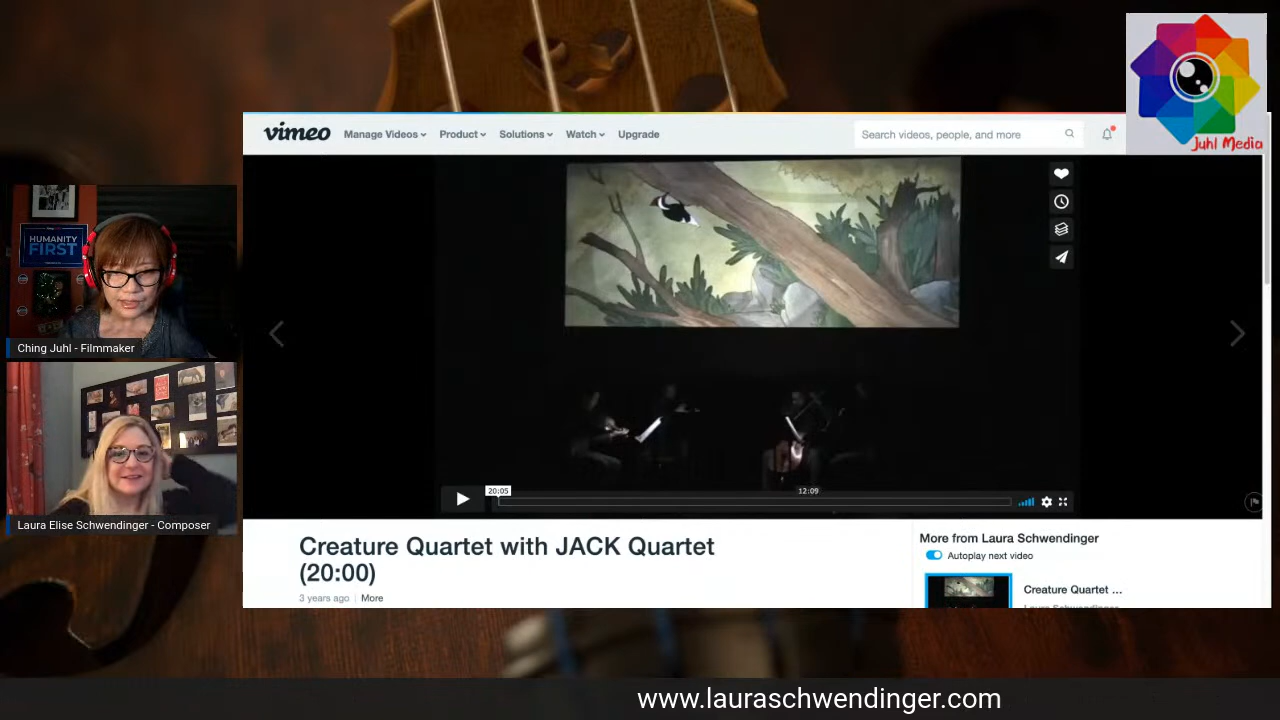 Juhl Media
vimeo Manage Videos Product Solutions Watch Upgrade
Search videos, people, and more
HUMANITY
FIRST
Ching Juhl - Filmmaker
Laura Elise Schwendinger - Composer
20:05
12:09
Creature Quartet with JACK Quartet
(20:00)
3 years ago | More
More from Laura Schwendinger
Autoplay next video
Creature Quartet ...
www.lauraschwendinger.com